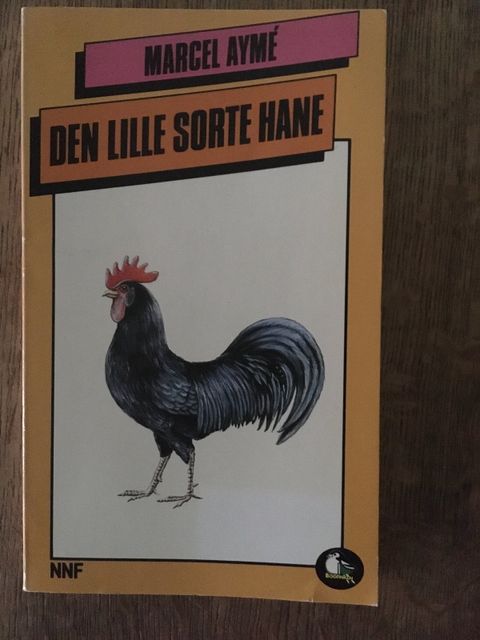 MARCEL AYMÉ
DEN LILLE SORTE HANE
NNF